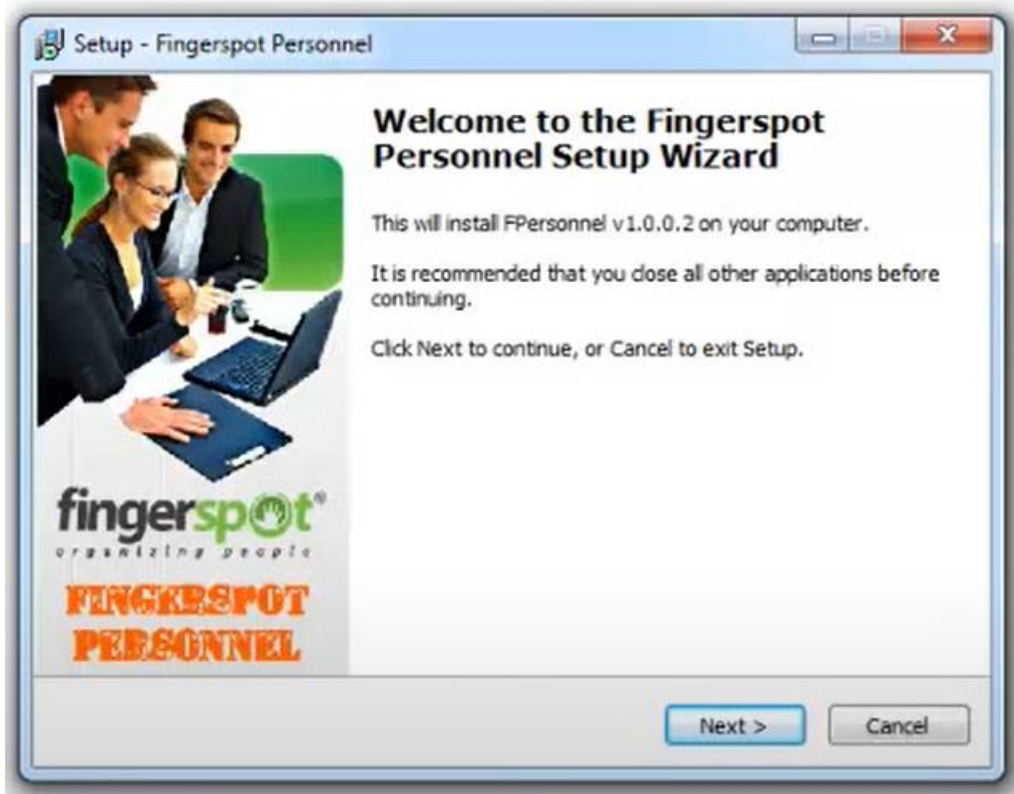 Setup - Fingerspot Personnel
Welcome to the Fingerspot
Personnel Setup Wizard
This will install FPersonnel v1.0.0.2 on your computer.
It is recommended that you close all other applications before
continuing.
Click Next to continue, or Cancel to exit Setup.
fingerspot®
organizing people
FINGERSPOT
PERSONNEL
Next >
Cancel